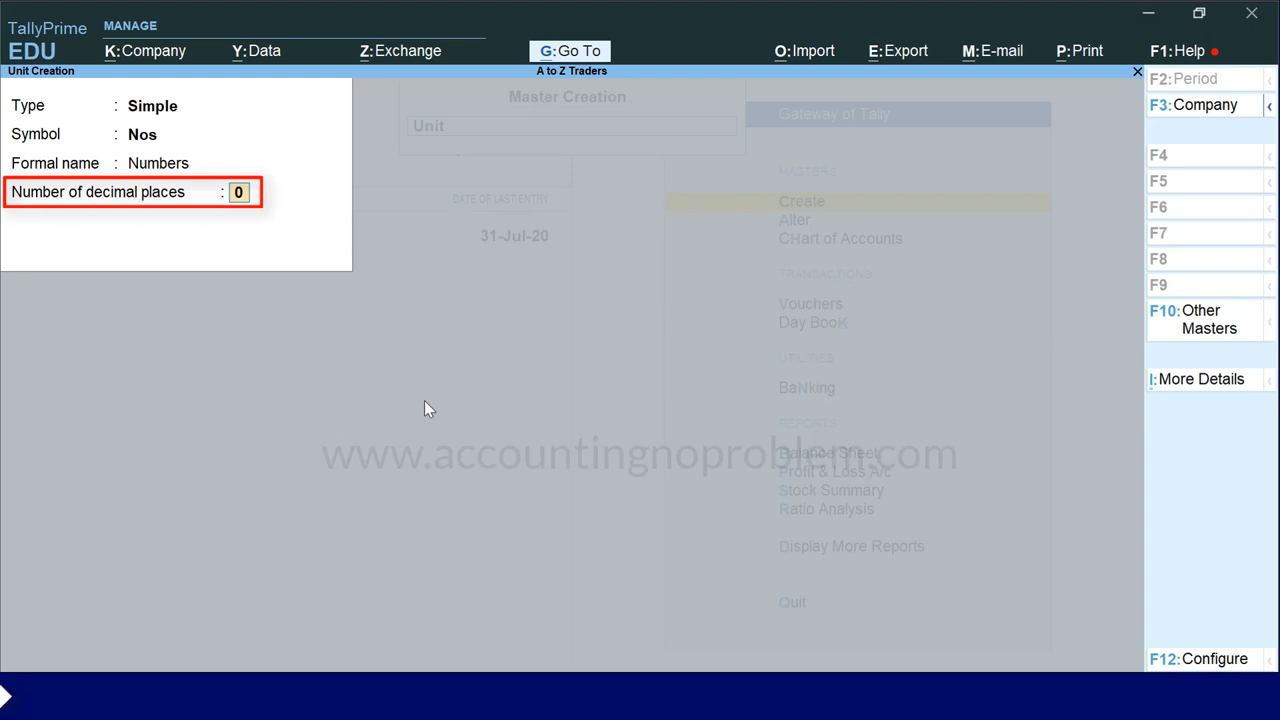 TallyPrime
EDU
MANAGE
K:Company Y:Data Z:Exchange G:Go To O:Import E:Export M:E-mail P:Print F1:Help
Unit Creation A to Z Traders
Type : Simple
Symbol : Nos
Formal name : Numbers
Number of decimal places : 0
Master Creation
Unit
DATE OF LAST ENTRY
31-Jul-20
Gateway of Tally
MASTERS
Create
Alter
CHart of Accounts
TRANSACTIONS
Vouchers
Day BooK
UTILITIES
BaNking
REPORTS
Balance Sheet
Profit & Loss A/c
Stock Summary
Ratio Analysis
Display More Reports
Quit
www.accountingnoproblem.com
F2:Period
F3:Company
F4
F5
F6
F7
F8
F9
F10:Other
Masters
I:More Details
F12:Configure